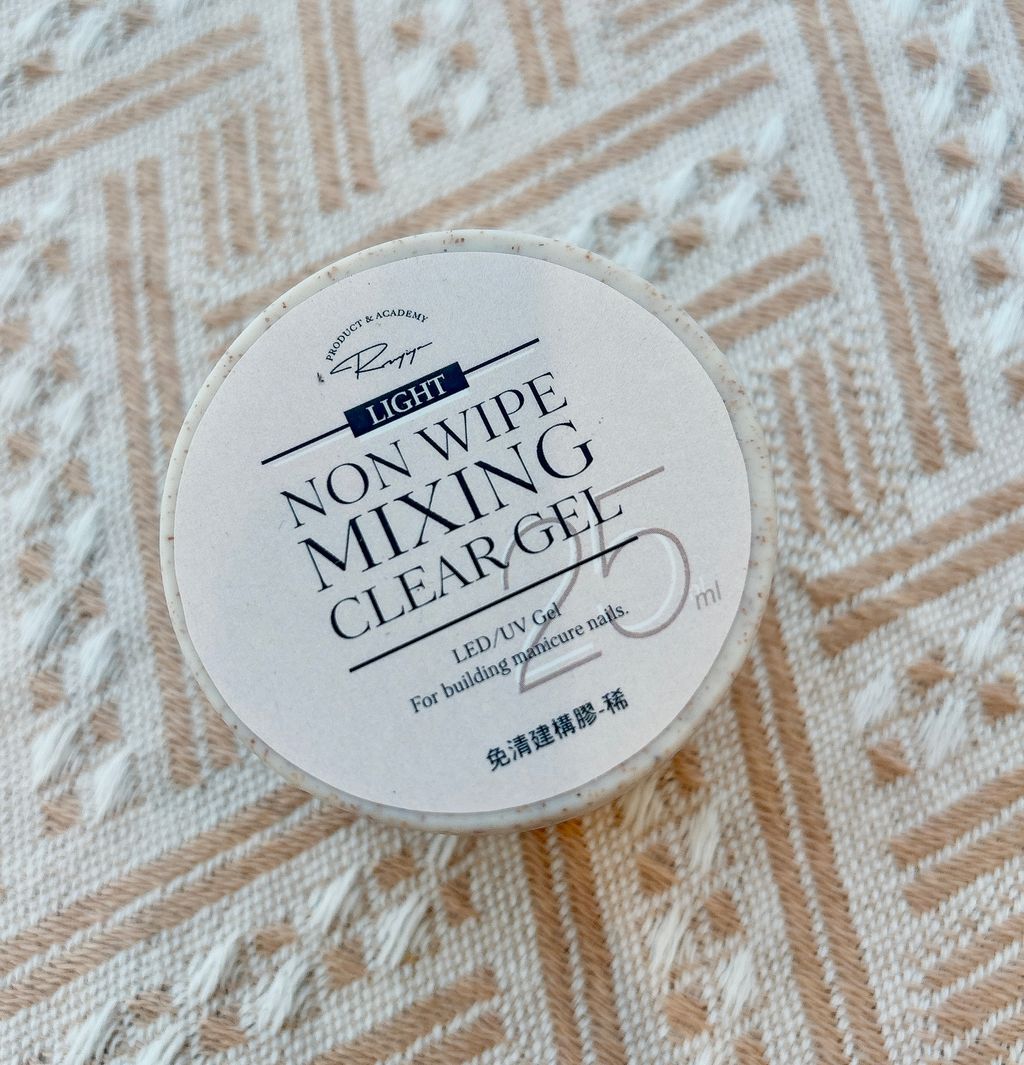 PRODUCT & ACADEMY
LIGHT
NON WIPE
MIXING
CLEAR GEL
25 ml
LED/UV Gel
For building manicure nails.
免清建構膠-稀